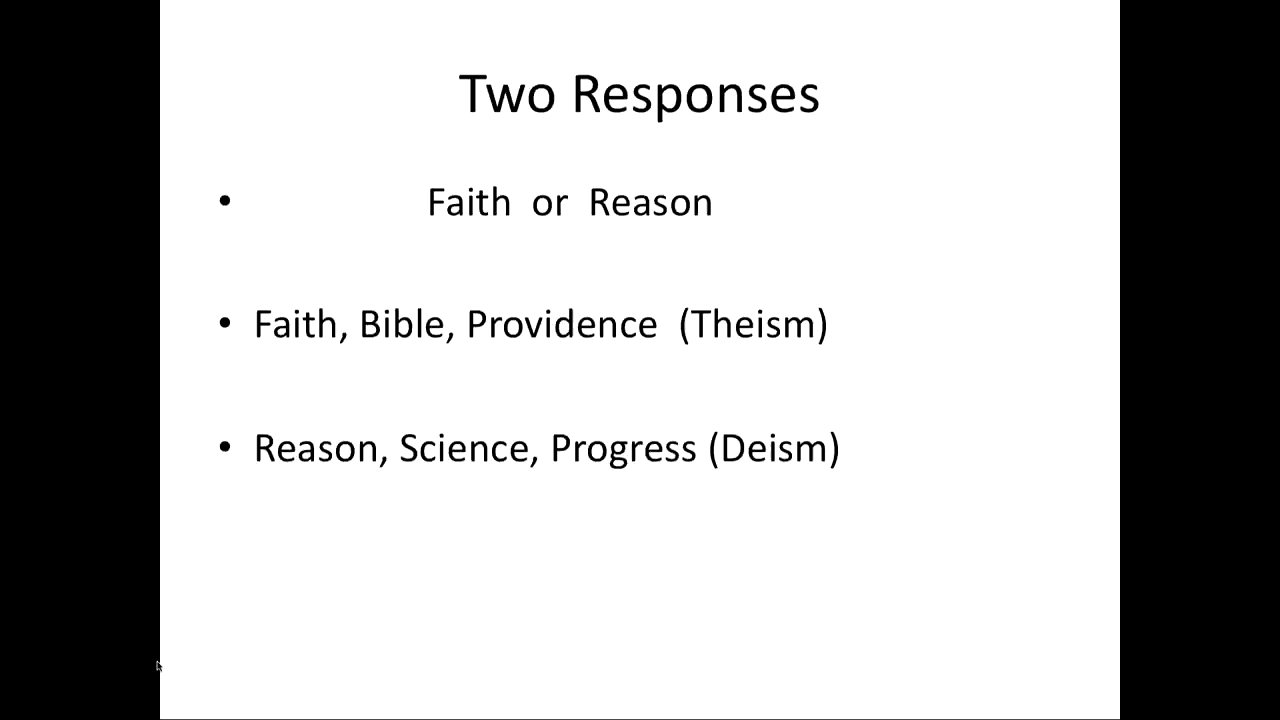 Two Responses
• Faith or Reason
• Faith, Bible, Providence (Theism)
• Reason, Science, Progress (Deism)